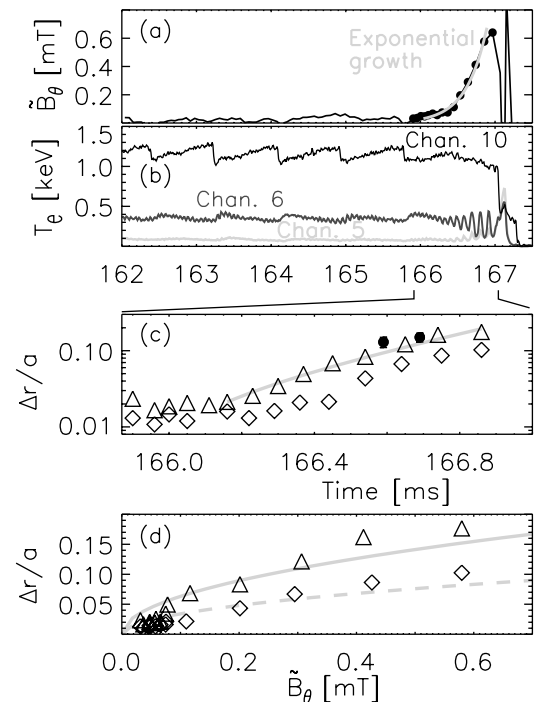 (a)
Exponential
growth
B̃θ [mT]
0.6
0.4
0.2
0
(b)
Chan. 10
Chan. 6
Chan. 5
Te [keV]
1.5
1.0
0.5
162 163 164 165 166 167
(c)
Δr/a
0.10
0.01
166.0 166.4 166.8
Time [ms]
(d)
Δr/a
0.15
0.10
0.05
0.0 0.2 0.4 0.6
B̃θ [mT]